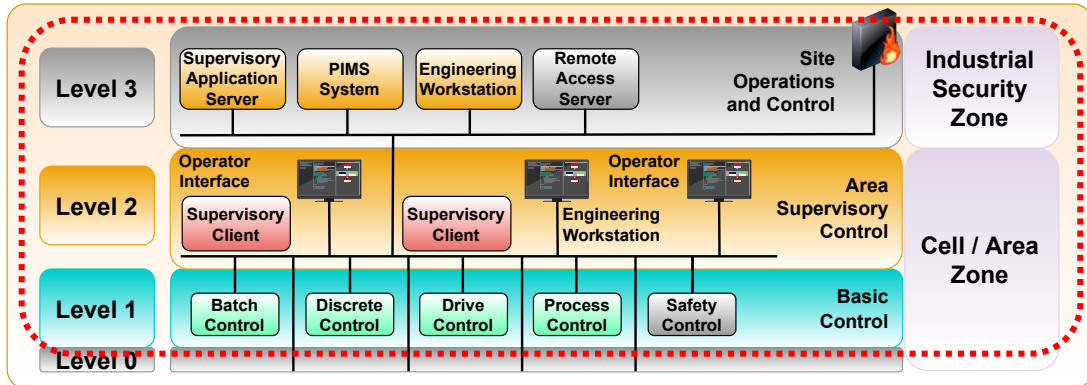 Level 3
Supervisory
Application
Server
PIMS
System
Engineering
Workstation
Remote
Access
Server
Site
Operations
and Control
Industrial
Security
Zone
Level 2
Operator
Interface
Supervisory
Client
Supervisory
Client
Engineering
Workstation
Operator
Interface
Area
Supervisory
Control
Cell / Area
Zone
Level 1
Batch
Control
Discrete
Control
Drive
Control
Process
Control
Safety
Control
Basic
Control
Level 0